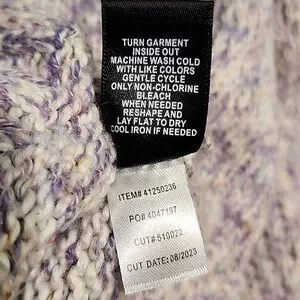 TURN GARMENT
INSIDE OUT
MACHINE WASH COLD
WITH LIKE COLORS
GENTLE CYCLE
ONLY NON-CHLORINE
BLEACH
WHEN NEEDED
RESHAPE AND
LAY FLAT TO DRY
COOL IRON IF NEEDED
ITEM# 41250236
PO# 4047197
CUT# 510022
CUT DATE: 08/2023